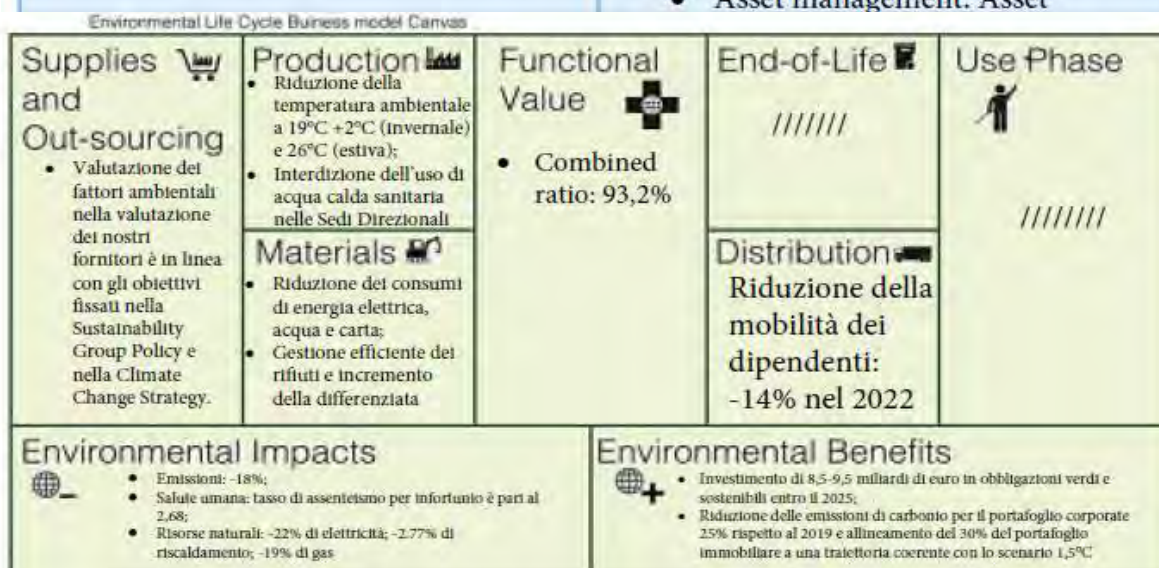 Asset management: Asset
Environmental Life Cycle Buiness model Canvas
Supplies
and
Out-sourcing
• Valutazione dei
fattori ambientali
nella valutazione
dei nostri
fornitori è in linea
con gli obiettivi
fissati nella
Sustainability
Group Policy e
nella Climate
Change Strategy.
Production
• Riduzione della
temperatura ambientale
a 19°C +2°C (invernale)
e 26°C (estiva);
• Interdizione dell'uso di
acqua calda sanitaria
nelle Sedi Direzionali
Materials
• Riduzione dei consumi
di energia elettrica,
acqua e carta;
• Gestione efficiente dei
rifiuti e incremento
della differenziata
Functional
Value
• Combined
ratio: 93,2%
End-of-Life
///////
Distribution
Riduzione della
mobilità dei
dipendenti:
-14% nel 2022
Use Phase
////////
Environmental Impacts
• Emissioni: -18%;
• Salute umana: tasso di assenteismo per infortunio è pari al
2,68;
• Risorse naturali: -22% di elettricità; -2.77% di
riscaldamento; -19% di gas
Environmental Benefits
• Investimento di 8,5-9,5 miliardi di euro in obbligazioni verdi e
sostenibili entro il 2025;
• Riduzione delle emissioni di carbonio per il portafoglio corporate
25% rispetto al 2019 e allineamento del 30% del portafoglio
immobiliare a una traiettoria coerente con lo scenario 1,5°C